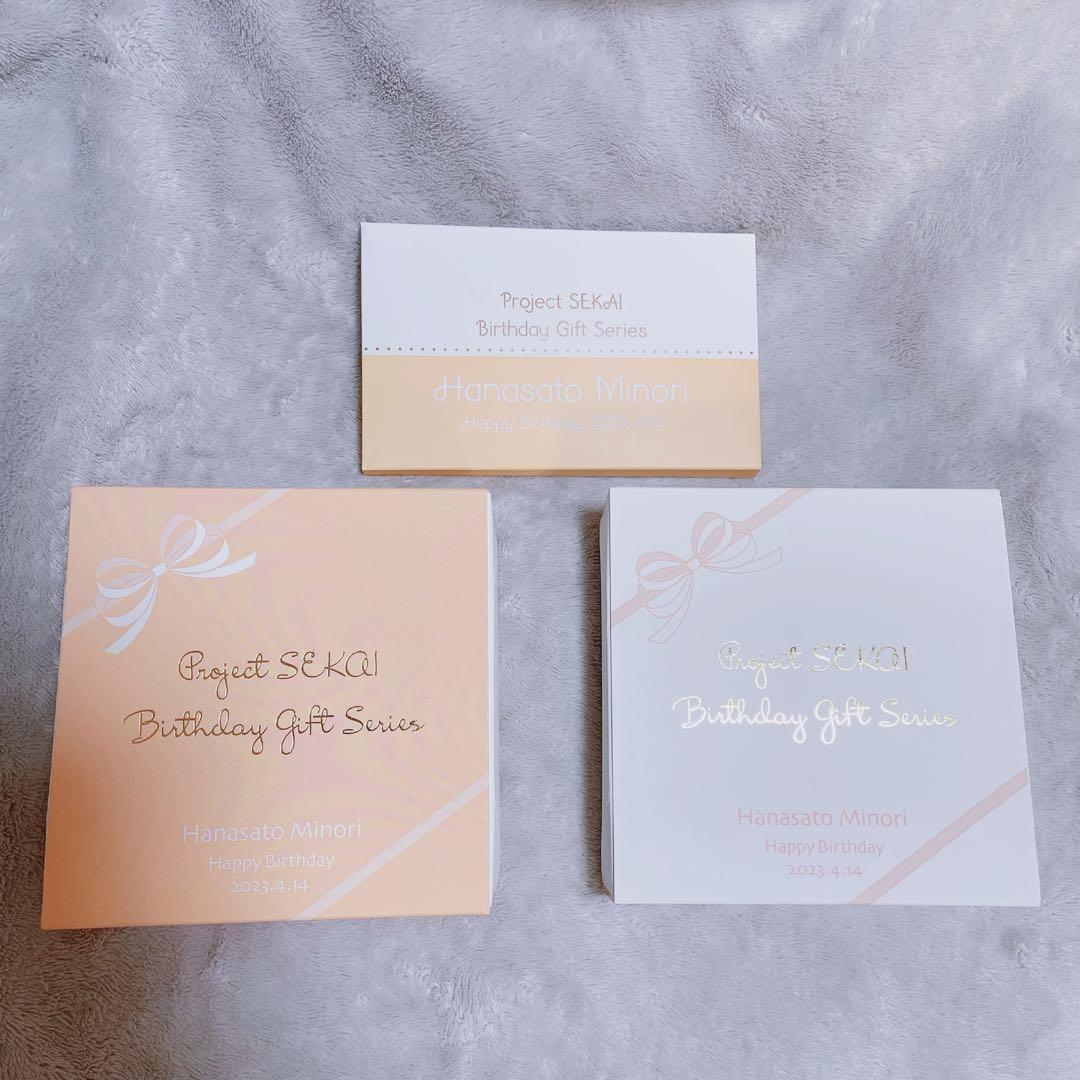 Project SEKAI
Birthday Gift Series
Hanasato Minori
Happy Birthday 2022.4.14
Project SEKAI
Birthday Gift Series
Hanasato Minori
Happy Birthday
2023.4.14
Project SEKAI
Birthday Gift Series
Hanasato Minori
Happy Birthday
2023.4.14